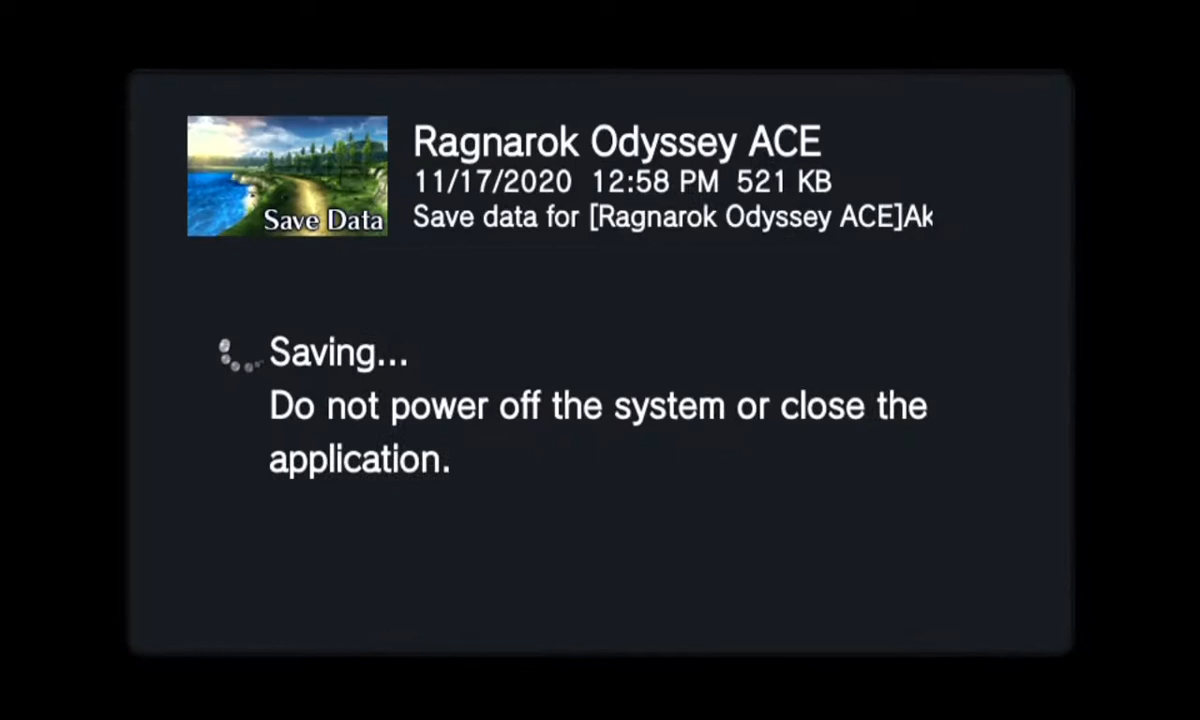 Ragnarok Odyssey ACE
11/17/2020 12:58 PM 521 KB
Save data for [Ragnarok Odyssey ACE]Ak
Save Data
Saving...
Do not power off the system or close the
application.